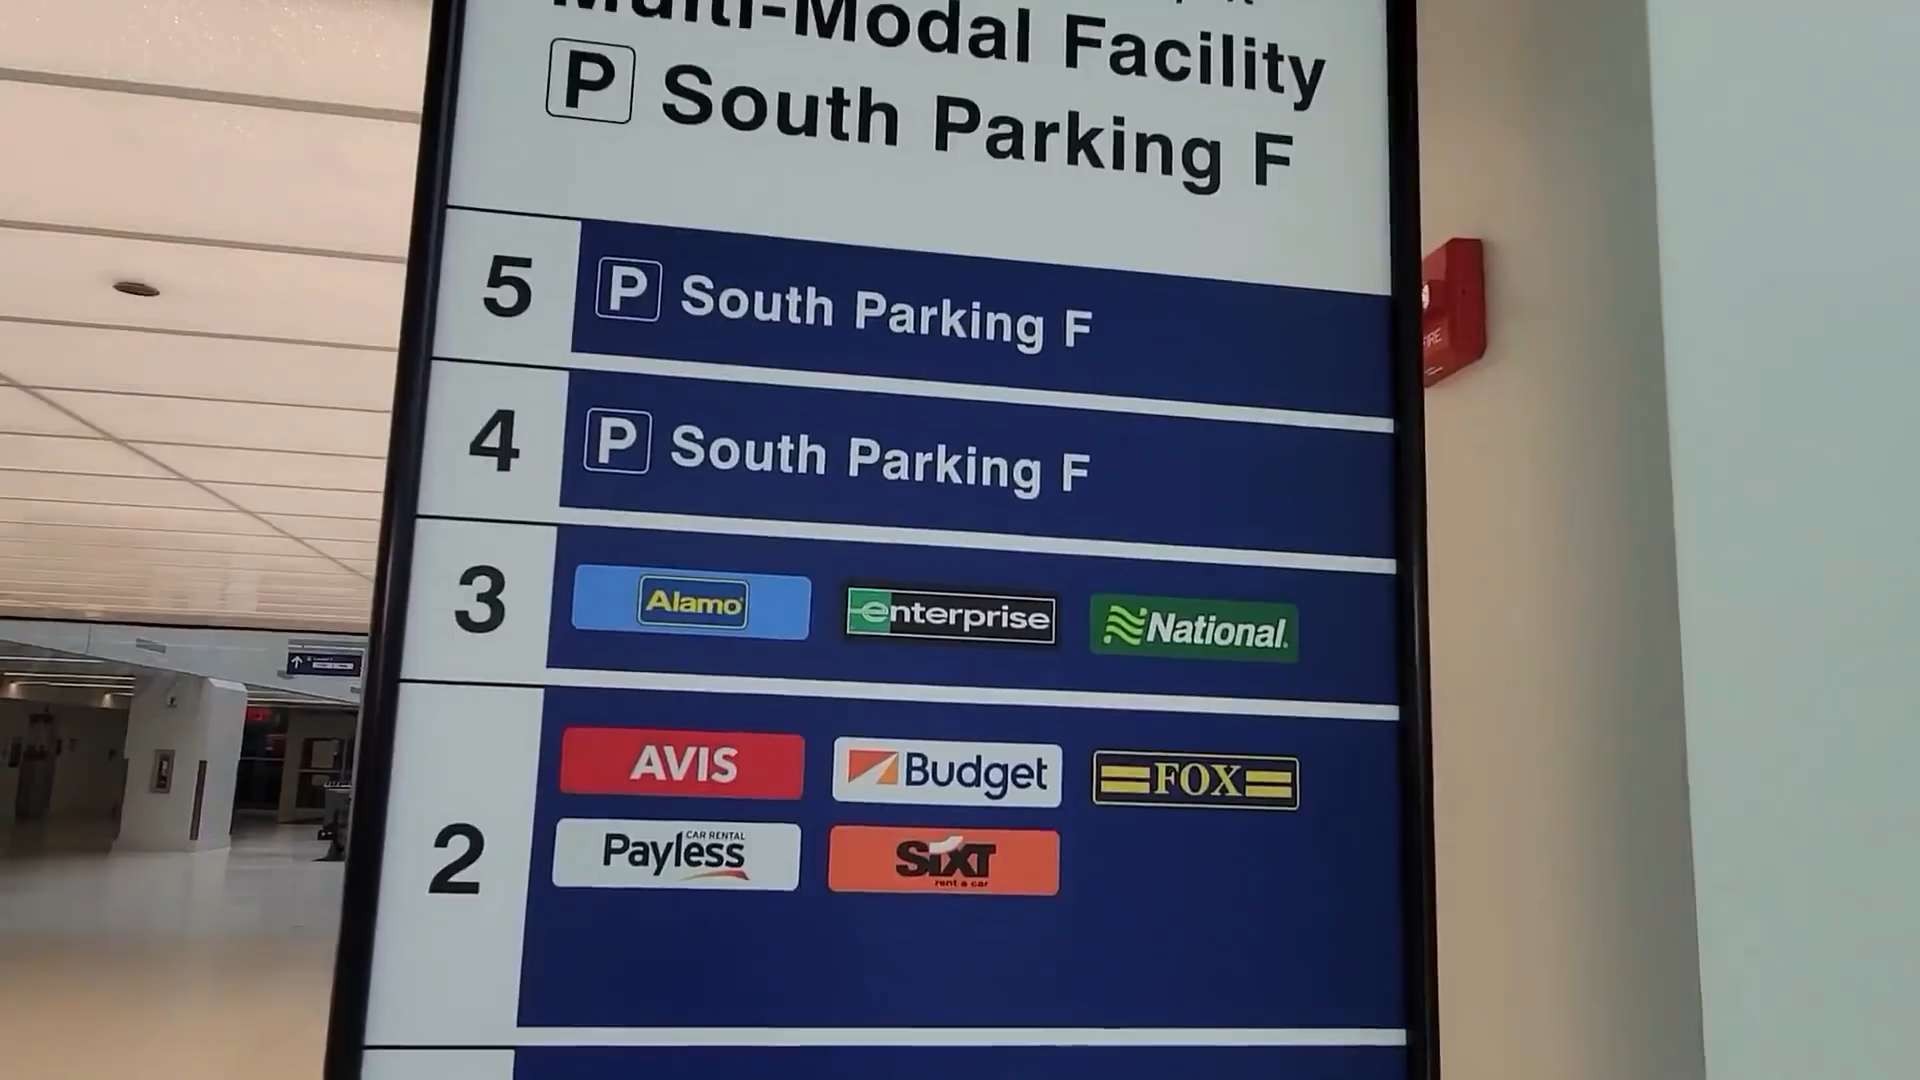 Multi-Modal Facility
P South Parking F
5 P South Parking F
4 P South Parking F
3 Alamo enterprise National
2 AVIS Budget FOX
Payless CAR RENTAL SiXT rent a car
FIRE